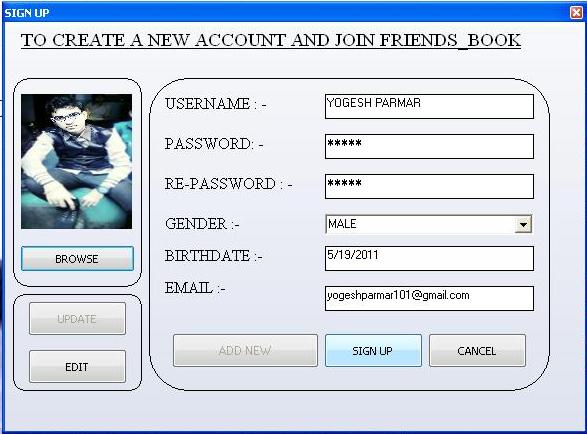 SIGN UP
TO CREATE A NEW ACCOUNT AND JOIN FRIENDS_BOOK
USERNAME : - YOGESH PARMAR
PASSWORD: - *****
RE-PASSWORD : - *****
GENDER :- MALE
BIRTHDATE :- 5/19/2011
EMAIL :- yogeshparmar101@gmail.com
BROWSE
UPDATE
EDIT
ADD NEW SIGN UP CANCEL